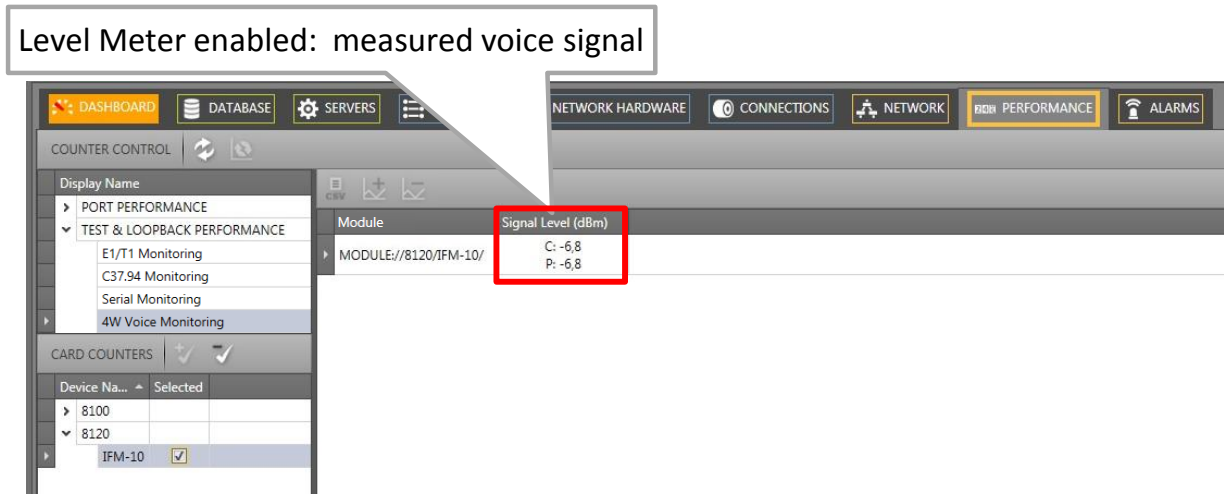 Level Meter enabled: measured voice signal
DASHBOARD DATABASE SERVERS NETWORK HARDWARE CONNECTIONS NETWORK PERFORMANCE ALARMS
COUNTER CONTROL
Display Name
PORT PERFORMANCE
TEST & LOOPBACK PERFORMANCE
E1/T1 Monitoring
C37.94 Monitoring
Serial Monitoring
4W Voice Monitoring
CARD COUNTERS
Device Na... Selected
8100
8120
IFM-10
CSV
Module Signal Level (dBm)
MODULE://8120/IFM-10/
C: -6,8
P: -6,8